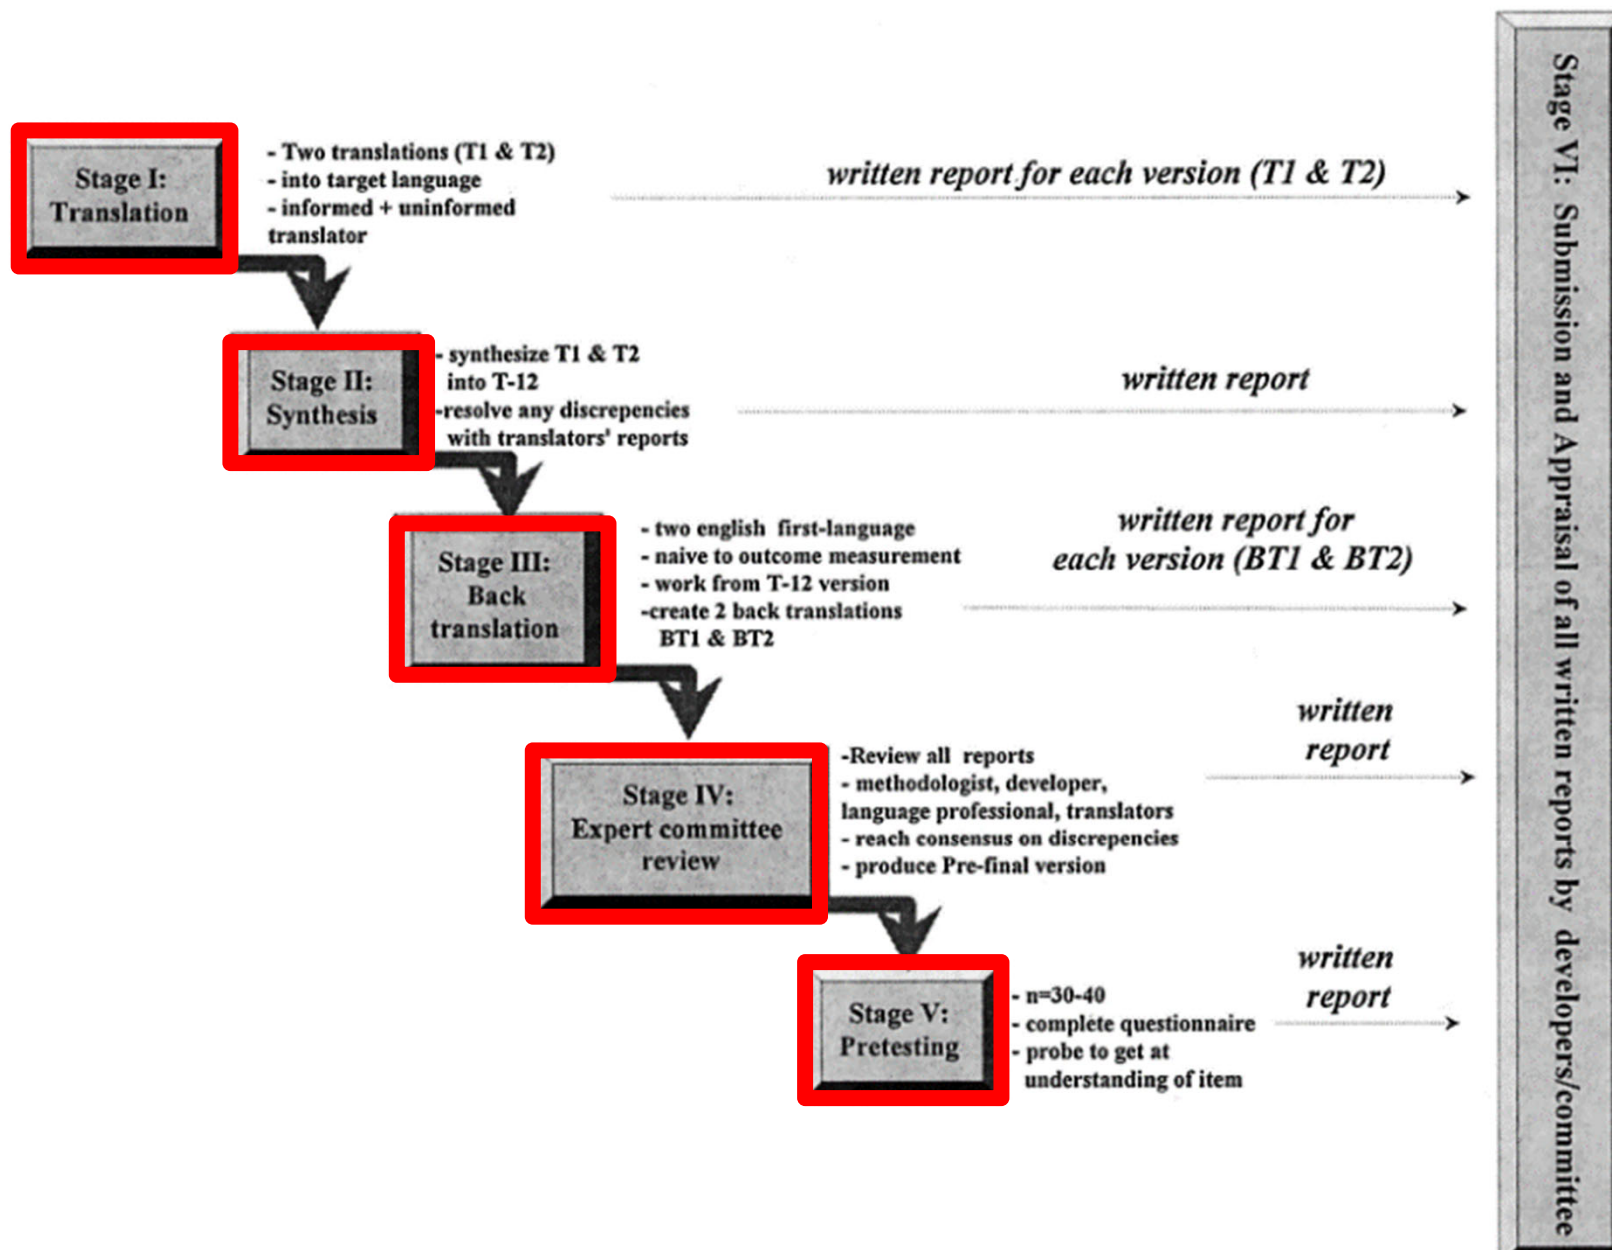 Stage I:
Translation
- Two translations (T1 & T2)
- into target language
- informed + uninformed
translator
written report for each version (T1 & T2)
Stage II:
Synthesis
- synthesize T1 & T2
into T-12
-resolve any discrepencies
with translators' reports
written report
Stage III:
Back
translation
- two english first-language
- naive to outcome measurement
- work from T-12 version
-create 2 back translations
BT1 & BT2
written report for
each version (BT1 & BT2)
Stage IV:
Expert committee
review
-Review all reports
- methodologist, developer,
language professional, translators
- reach consensus on discrepencies
- produce Pre-final version
written
report
Stage V:
Pretesting
- n=30-40
- complete questionnaire
- probe to get at
understanding of item
written
report
Stage VI: Submission and Appraisal of all written reports by developers/committee